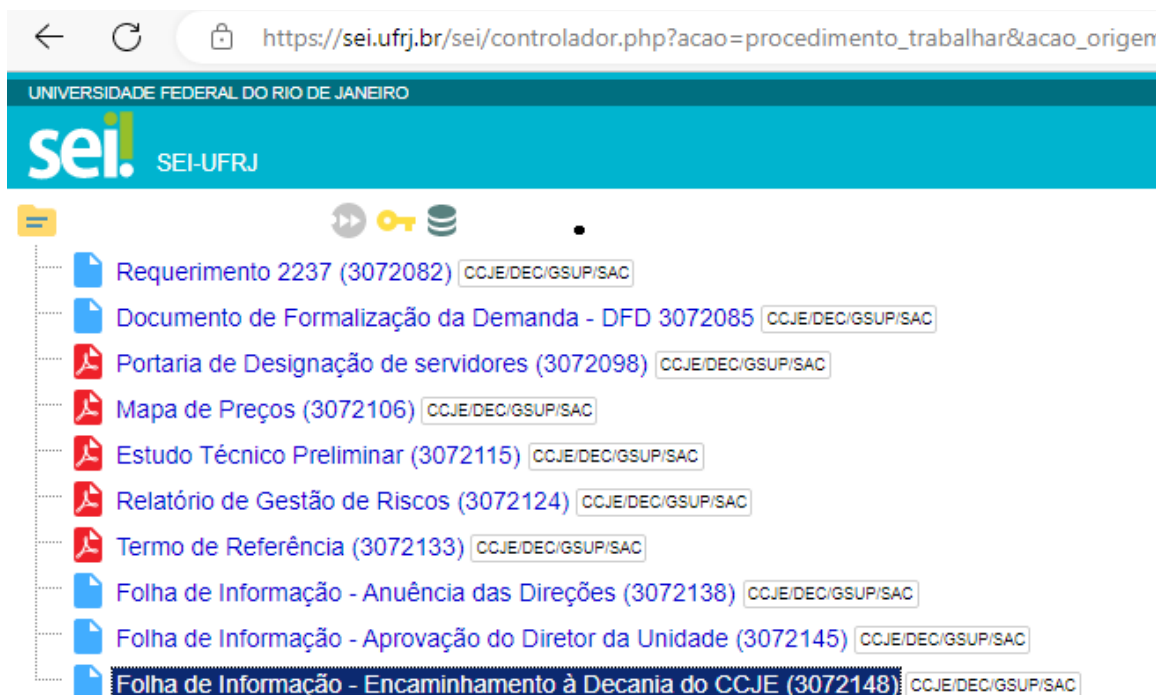 https://sei.ufrj.br/sei/controlador.php?acao=procedimento_trabalhar&acao_origem
UNIVERSIDADE FEDERAL DO RIO DE JANEIRO
sei! SEI-UFRJ
Requerimento 2237 (3072082) CCJE/DEC/GSUP/SAC
Documento de Formalização da Demanda - DFD 3072085 CCJE/DEC/GSUP/SAC
Portaria de Designação de servidores (3072098) CCJE/DEC/GSUP/SAC
Mapa de Preços (3072106) CCJE/DEC/GSUP/SAC
Estudo Técnico Preliminar (3072115) CCJE/DEC/GSUP/SAC
Relatório de Gestão de Riscos (3072124) CCJE/DEC/GSUP/SAC
Termo de Referência (3072133) CCJE/DEC/GSUP/SAC
Folha de Informação - Anuência das Direções (3072138) CCJE/DEC/GSUP/SAC
Folha de Informação - Aprovação do Diretor da Unidade (3072145) CCJE/DEC/GSUP/SAC
Folha de Informação - Encaminhamento à Decania do CCJE (3072148) CCJE/DEC/GSUP/SAC